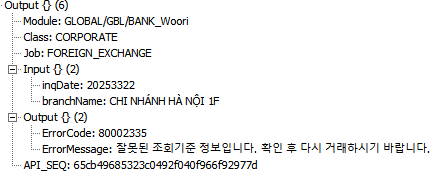 Output {} (6)
Module: GLOBAL/GBL/BANK_Woori
Class: CORPORATE
Job: FOREIGN_EXCHANGE
Input {} (2)
inqDate: 20253322
branchName: CHI NHÁNH HÀ NỘI 1F
Output {} (2)
ErrorCode: 80002335
ErrorMessage: 잘못된 조회기준 정보입니다. 확인 후 다시 거래하시기 바랍니다.
API_SEQ: 65cb49685323c0492f040f966f92977d